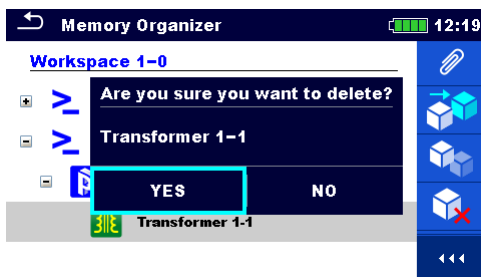 Memory Organizer 12:19
Workspace 1-0
Are you sure you want to delete?
Transformer 1-1
YES NO
Transformer 1-1